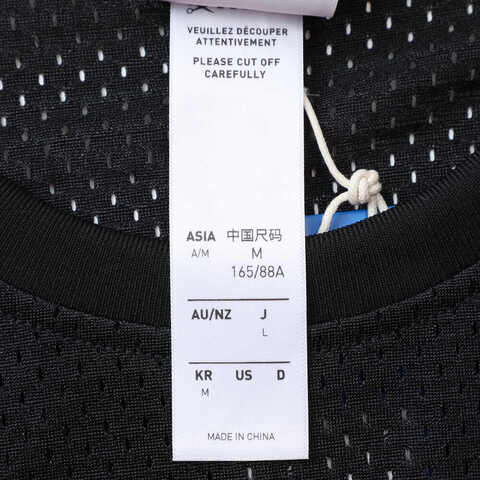 VEUILLEZ DÉCOUPER
ATTENTIVEMENT
PLEASE CUT OFF
CAREFULLY
ASIA 中国尺码
A/M M
165/88A
AU/NZ J
L
KR US D
M
MADE IN CHINA